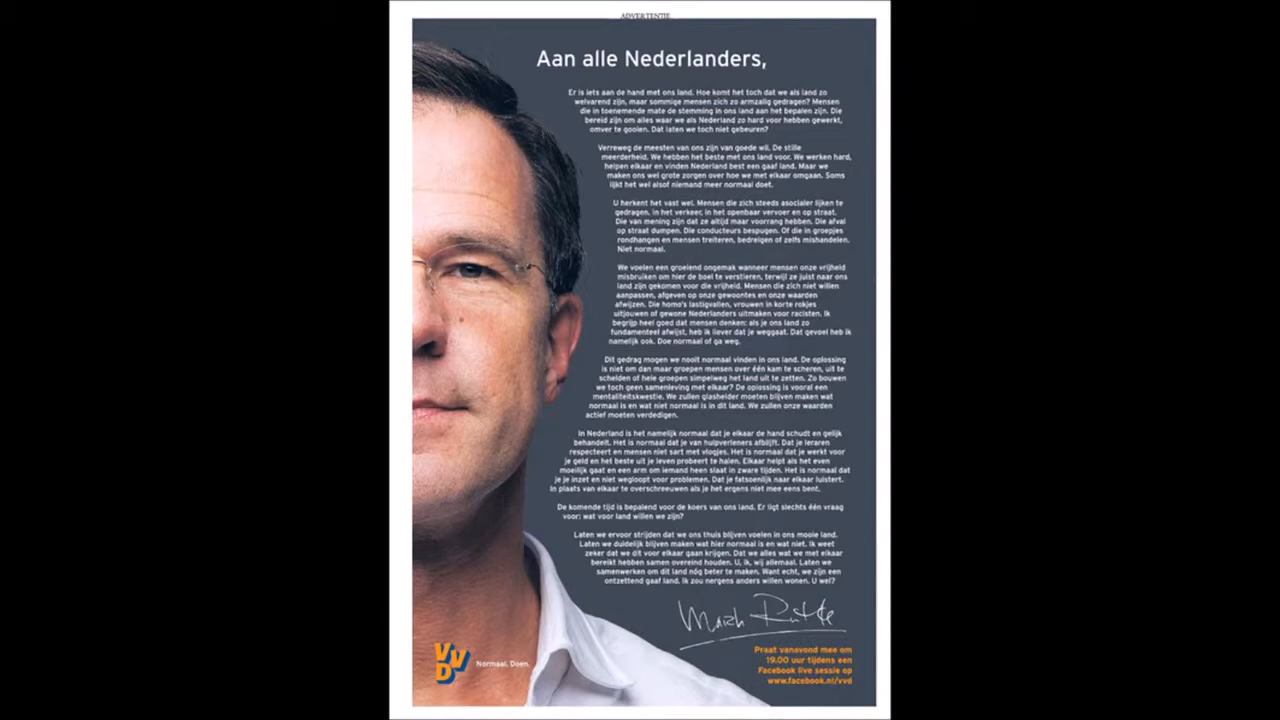 ADVERTENTIE
Aan alle Nederlanders,
Er is iets aan de hand met ons land. Hoe komt het toch dat we als land zo
welvarend zijn, maar sommige mensen zich zo armzalig gedragen? Mensen
die in toenemende mate de stemming in ons land aan het bepalen zijn. Die
bereid zijn om alles waar we als Nederland zo hard voor hebben gewerkt,
omver te gooien. Dat laten we toch niet gebeuren?
Verreweg de meesten van ons zijn van goede wil. De stille
meerderheid. We hebben het beste met ons land voor. We werken hard,
helpen elkaar en vinden Nederland best een gaaf land. Maar we
maken ons wel grote zorgen over hoe we met elkaar omgaan. Soms
lijkt het wel alsof niemand meer normaal doet.
U herkent het vast wel. Mensen die zich steeds asocialer lijken te
gedragen, in het verkeer, in het openbaar vervoer en op straat.
Die van mening zijn dat ze altijd maar voorrang hebben. Die afval
op straat dumpen. Die conducteurs bespugen. Of die in groepjes
rondhangen en mensen treiteren, bedreigen of zelfs mishandelen.
Niet normaal.
We voelen een groeiend ongemak wanneer mensen onze vrijheid
misbruiken om hier de boel te verstieren, terwijl ze juist naar ons
land zijn gekomen voor die vrijheid. Mensen die zich niet willen
aanpassen, afgeven op onze gewoontes en onze waarden
afwijzen. Die homo's lastigvallen, vrouwen in korte rokjes
uitjouwen of gewone Nederlanders uitmaken voor racisten. Ik
begrijp heel goed dat mensen denken: als je ons land zo
fundamenteel afwijst, heb ik liever dat je weggaat. Dat gevoel heb ik
namelijk ook. Doe normaal of ga weg.
Dit gedrag mogen we nooit normaal vinden in ons land. De oplossing
is niet om dan maar groepen mensen over één kam te scheren, uit te
schelden of hele groepen simpelweg het land uit te zetten. Zo bouwen
we toch geen samenleving met elkaar? De oplossing is vooral een
mentaliteitskwestie. We zullen glashelder moeten blijven maken wat
normaal is en wat niet normaal is in dit land. We zullen onze waarden
actief moeten verdedigen.
In Nederland is het namelijk normaal dat je elkaar de hand schudt en gelijk
behandelt. Het is normaal dat je van hulpverleners afblijft. Dat je leraren
respecteert en mensen niet sart met vlogjes. Het is normaal dat je werkt voor
je geld en het beste uit je leven probeert te halen. Elkaar helpt als het even
moeilijk gaat en een arm om iemand heen slaat in zware tijden. Het is normaal dat
je je inzet en niet wegloopt voor problemen. Dat je fatsoenlijk naar elkaar luistert.
In plaats van elkaar te overschreeuwen als je het ergens niet mee eens bent.
De komende tijd is bepalend voor de koers van ons land. Er ligt slechts één vraag
voor: wat voor land willen we zijn?
Laten we ervoor strijden dat we ons thuis blijven voelen in ons mooie land.
Laten we duidelijk blijven maken wat hier normaal is en wat niet. Ik weet
zeker dat we dit voor elkaar gaan krijgen. Dat we alles wat we met elkaar
bereikt hebben samen overeind houden. U, ik, wij allemaal. Laten we
samenwerken om dit land nóg beter te maken. Want echt, we zijn een
ontzettend gaaf land. Ik zou nergens anders willen wonen. U wel?
Mark Rutte
Praat vanavond mee om
19.00 uur tijdens een
Facebook live sessie op
www.facebook.nl/vvd
VVD
Normaal. Doen.